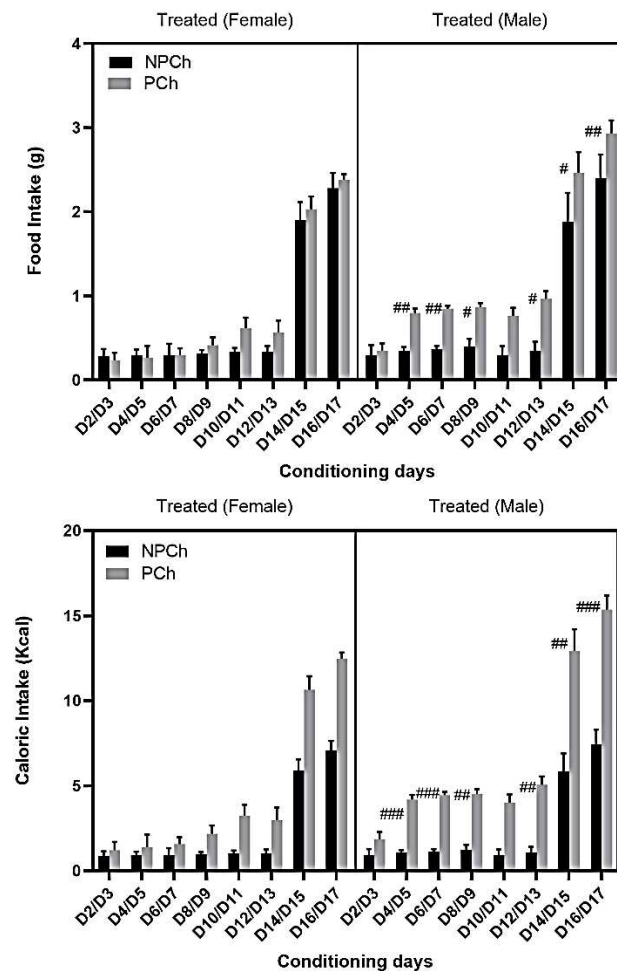 Treated (Female) Treated (Male)
4
NPCh
PCh
##
3
#
Food Intake (g)
2
## ## # #
1
0
D2/D3 D4/D5 D6/D7 D8/D9 D10/D11 D12/D13 D14/D15 D16/D17 D2/D3 D4/D5 D6/D7 D8/D9 D10/D11 D12/D13 D14/D15 D16/D17
Conditioning days
Treated (Female) Treated (Male)
20
NPCh
PCh
###
15
##
Caloric Intake (Kcal)
10
### ### ## ##
5
0
D2/D3 D4/D5 D6/D7 D8/D9 D10/D11 D12/D13 D14/D15 D16/D17 D2/D3 D4/D5 D6/D7 D8/D9 D10/D11 D12/D13 D14/D15 D16/D17
Conditioning days